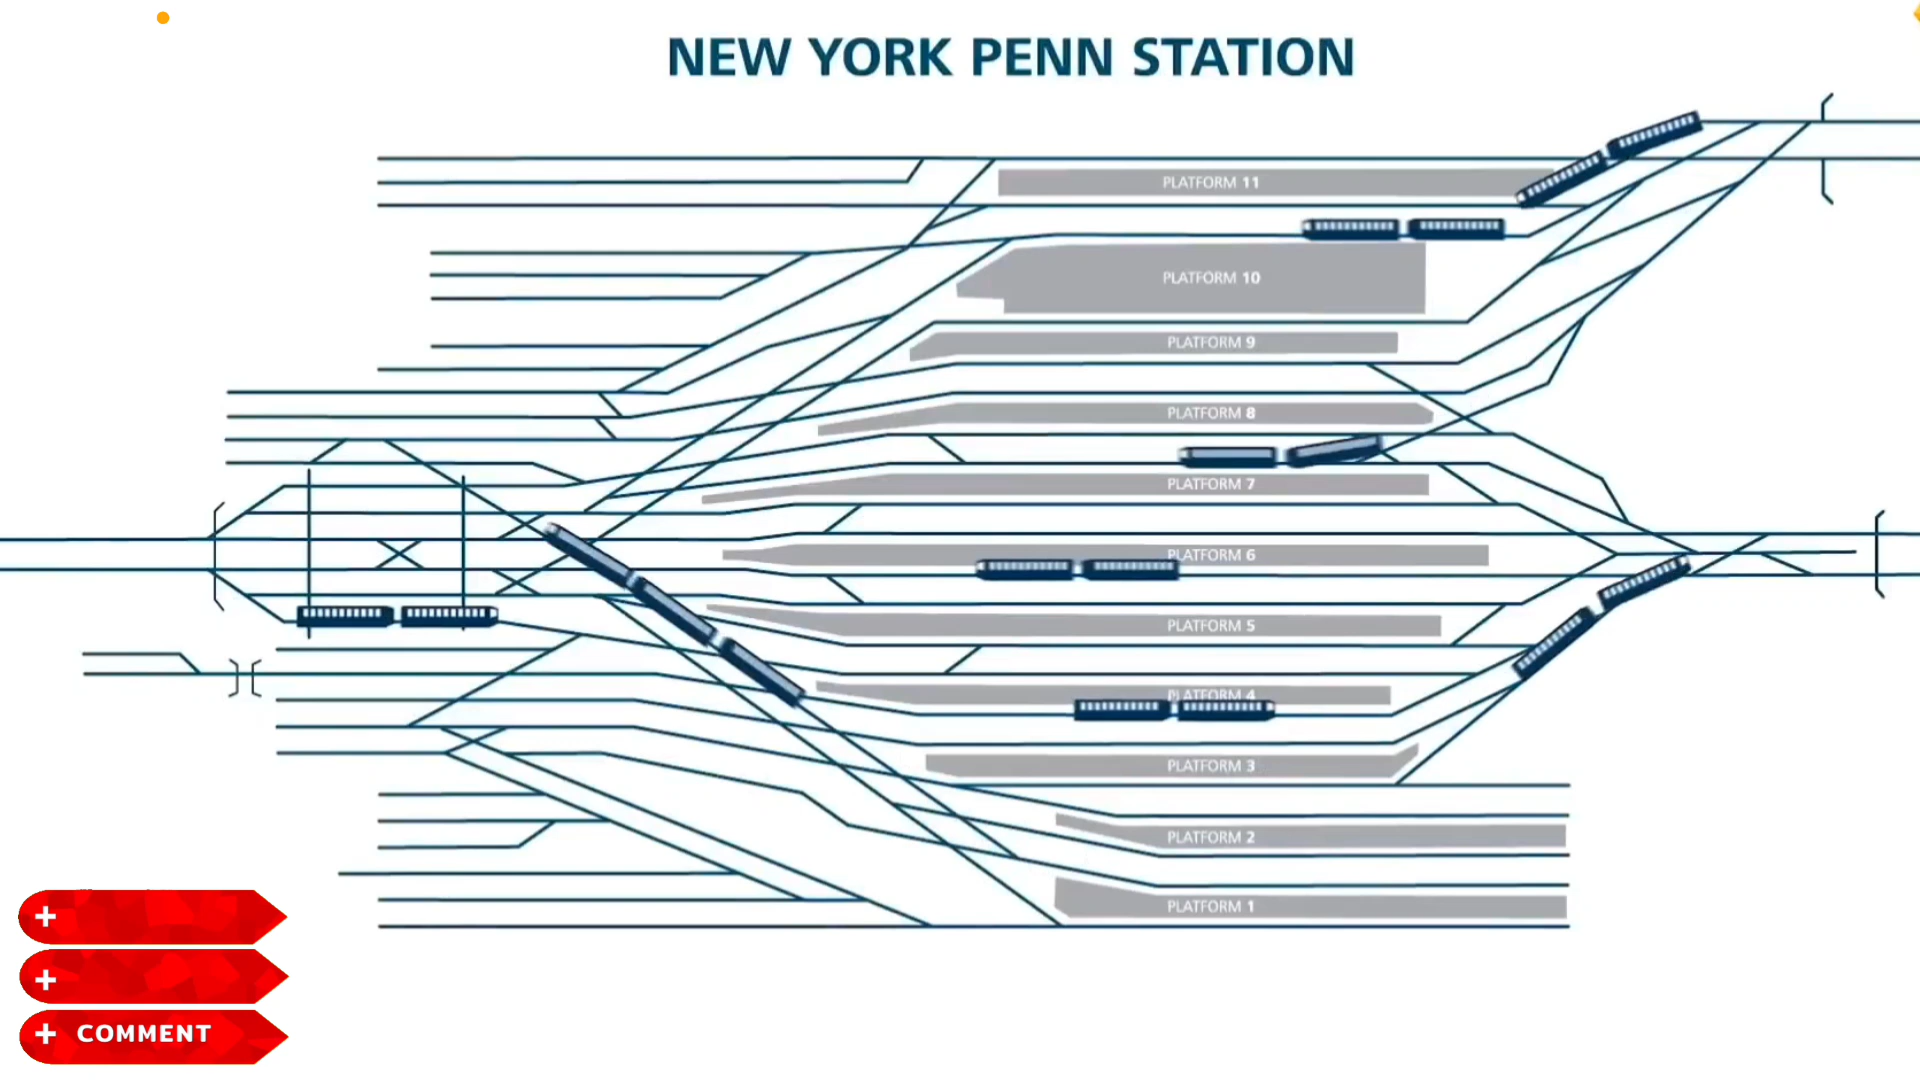 NEW YORK PENN STATION
PLATFORM 11
PLATFORM 10
PLATFORM 9
PLATFORM 8
PLATFORM 7
PLATFORM 6
PLATFORM 5
PLATFORM 4
PLATFORM 3
PLATFORM 2
PLATFORM 1
+
+
+ COMMENT